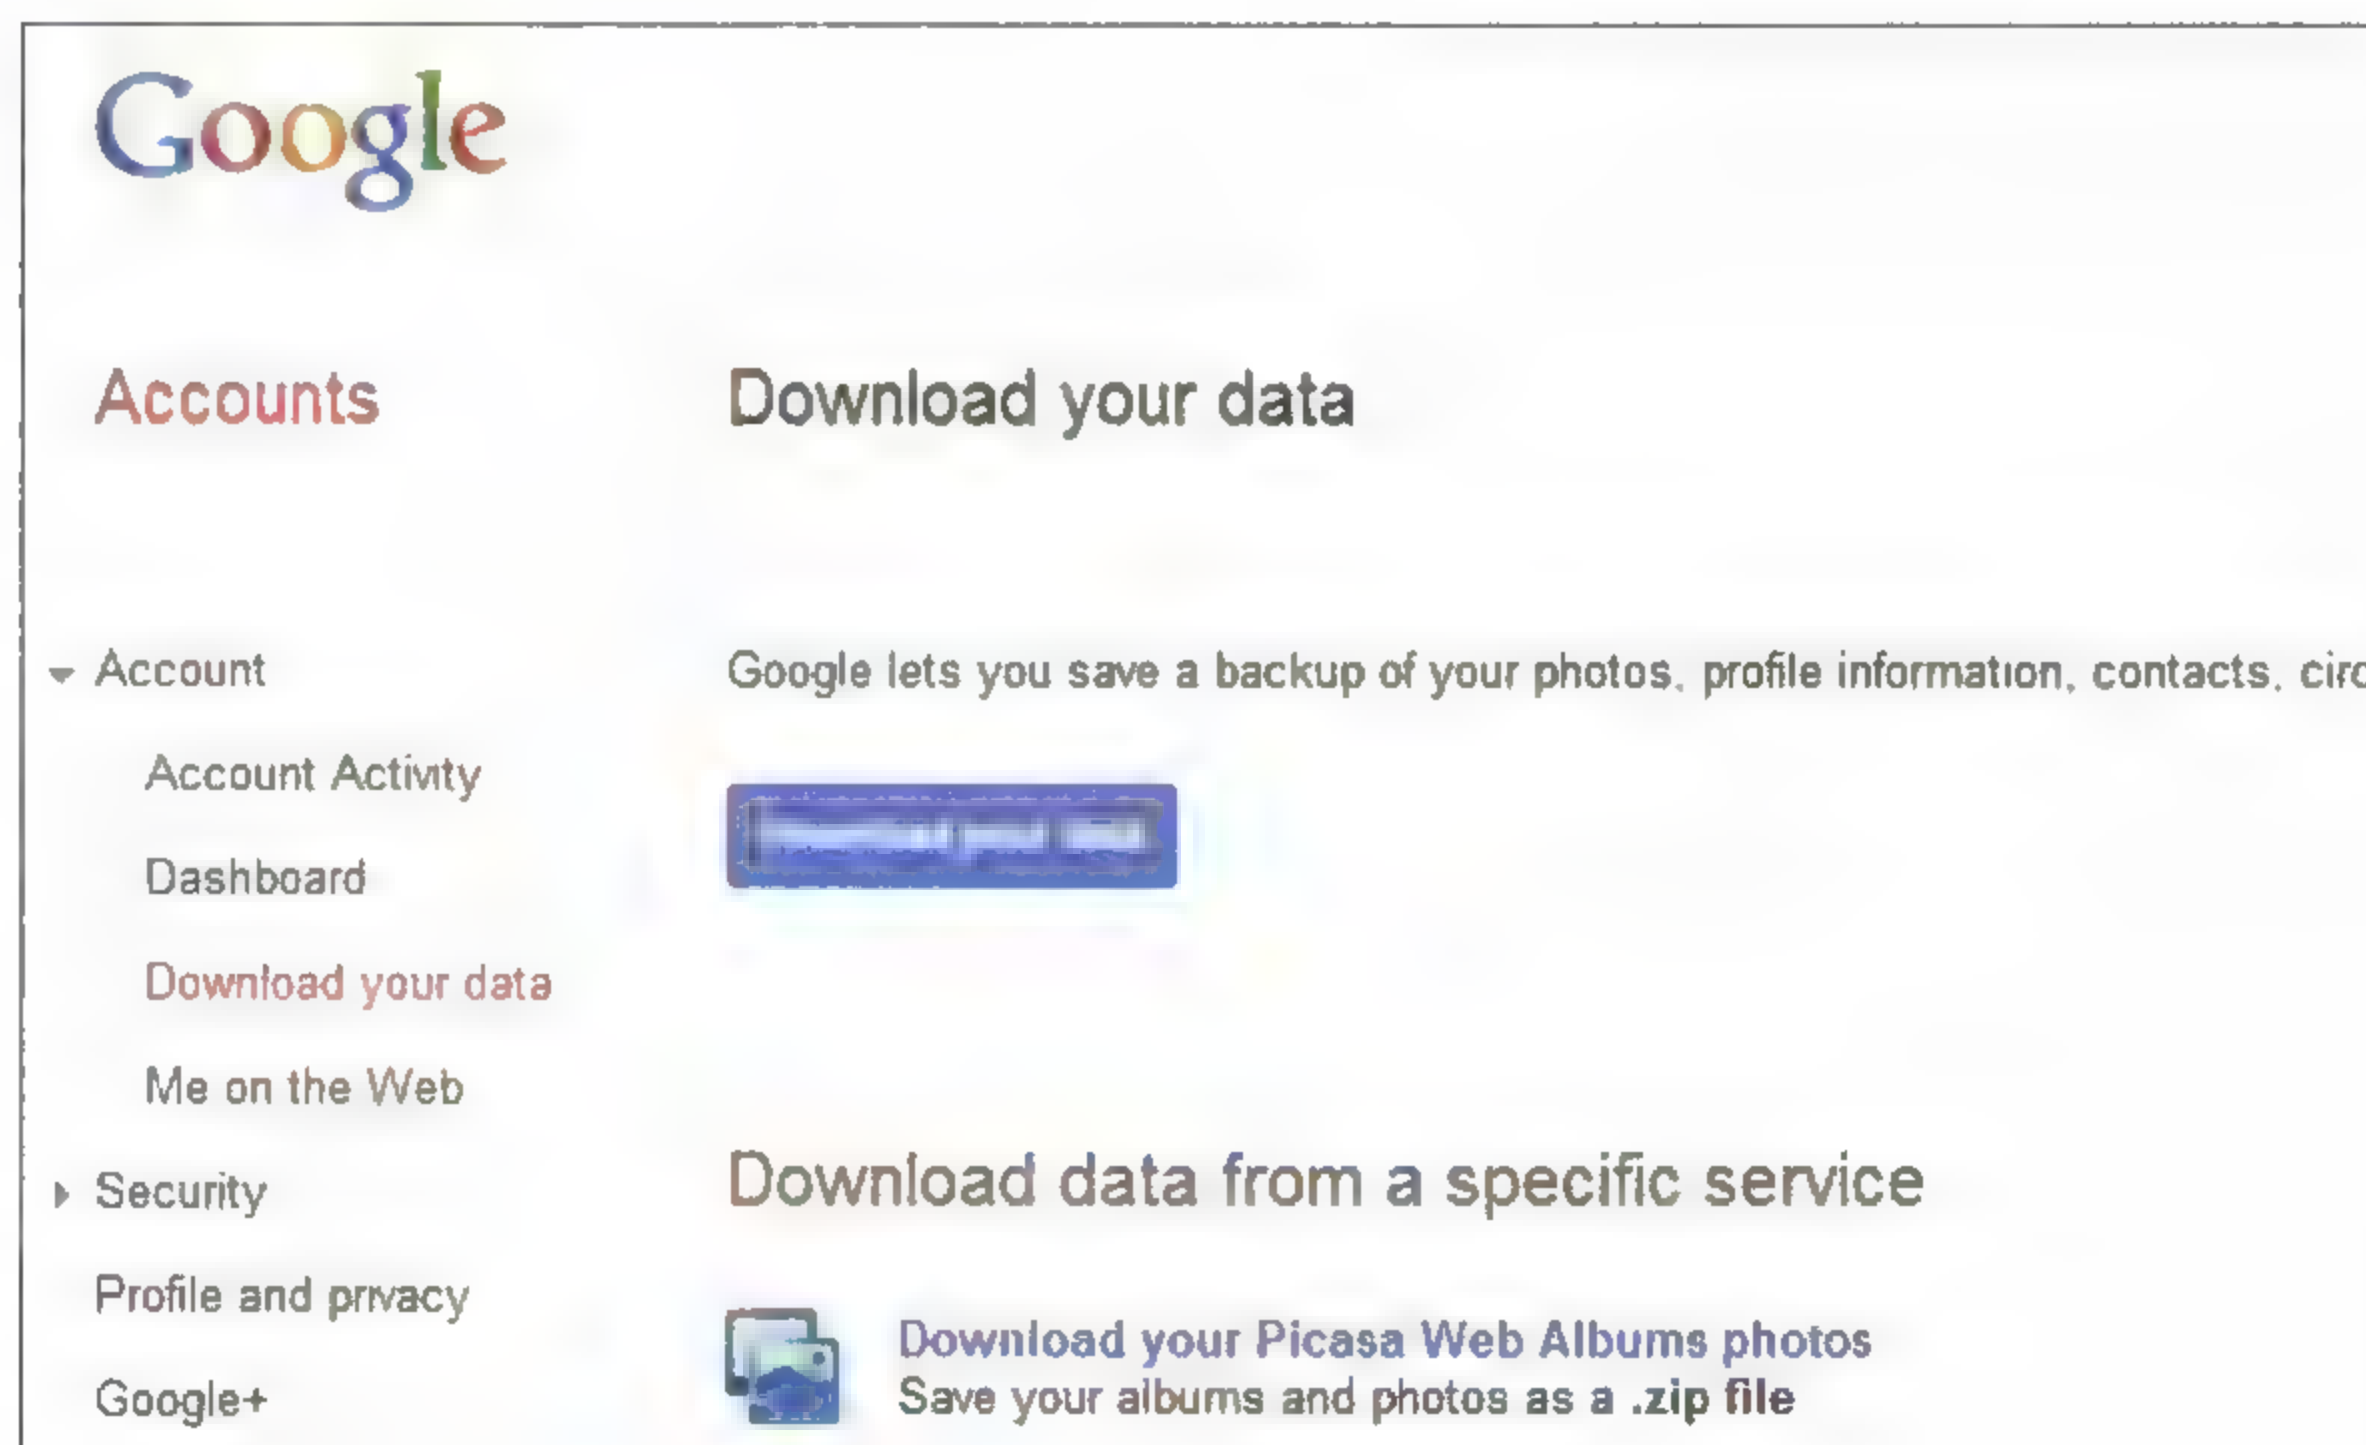 Google
Accounts
Download your data
Account
Google lets you save a backup of your photos, profile information, contacts, circ
Account Activity
Dashboard
Download your data
Me on the Web
Security
Download data from a specific service
Profile and privacy
Download your Picasa Web Albums photos
Google+
Save your albums and photos as a .zip file